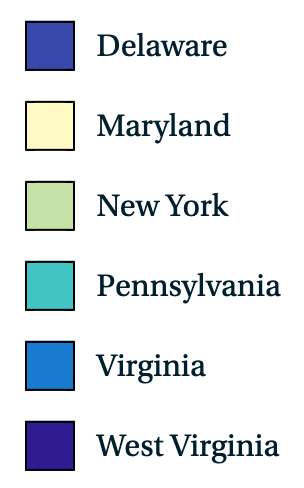 Delaware
Maryland
New York
Pennsylvania
Virginia
West Virginia